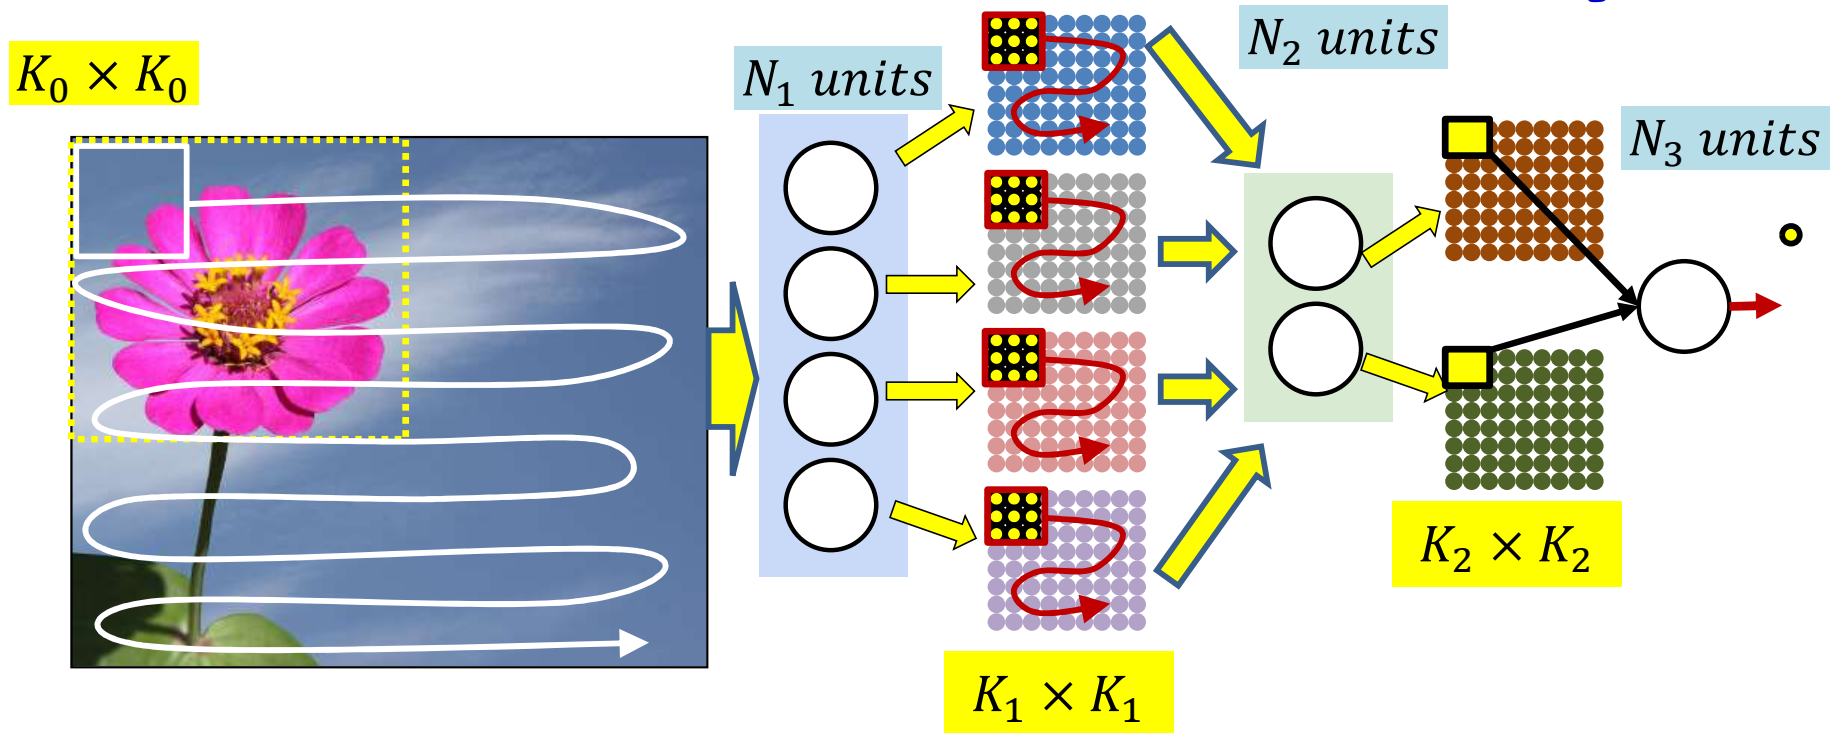 K₀ × K₀
N₁ units
N₂ units
N₃ units
K₁ × K₁
K₂ × K₂